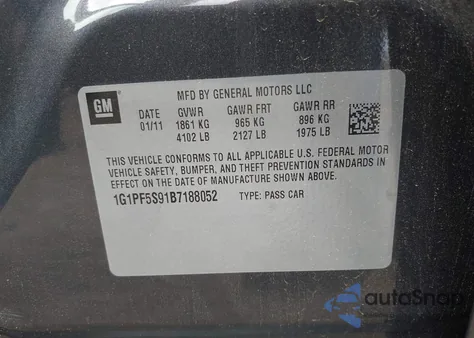 GM
MFD BY GENERAL MOTORS LLC
DATE GVWR GAWR FRT GAWR RR
01/11 1861 KG 965 KG 896 KG
4102 LB 2127 LB 1975 LB
THIS VEHICLE CONFORMS TO ALL APPLICABLE U.S. FEDERAL MOTOR
VEHICLE SAFETY, BUMPER, AND THEFT PREVENTION STANDARDS IN
EFFECT ON THE DATE OF MANUFACTURE SHOWN ABOVE.
1G1PF5S91B7188052 TYPE: PASS CAR
autoSnap